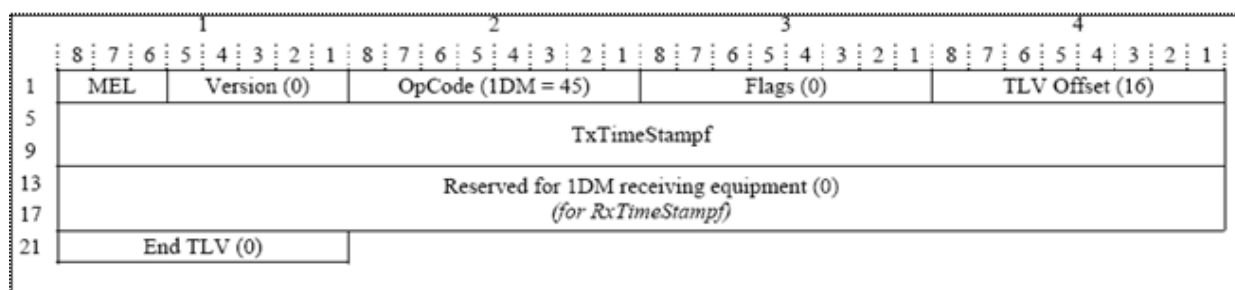 1 2 3 4
8 7 6 5 4 3 2 1 8 7 6 5 4 3 2 1 8 7 6 5 4 3 2 1 8 7 6 5 4 3 2 1
1 MEL Version (0) OpCode (1DM = 45) Flags (0) TLV Offset (16)
5
TxTimeStampf
9
13 Reserved for 1DM receiving equipment (0)
17 (for RxTimeStampf)
21 End TLV (0)